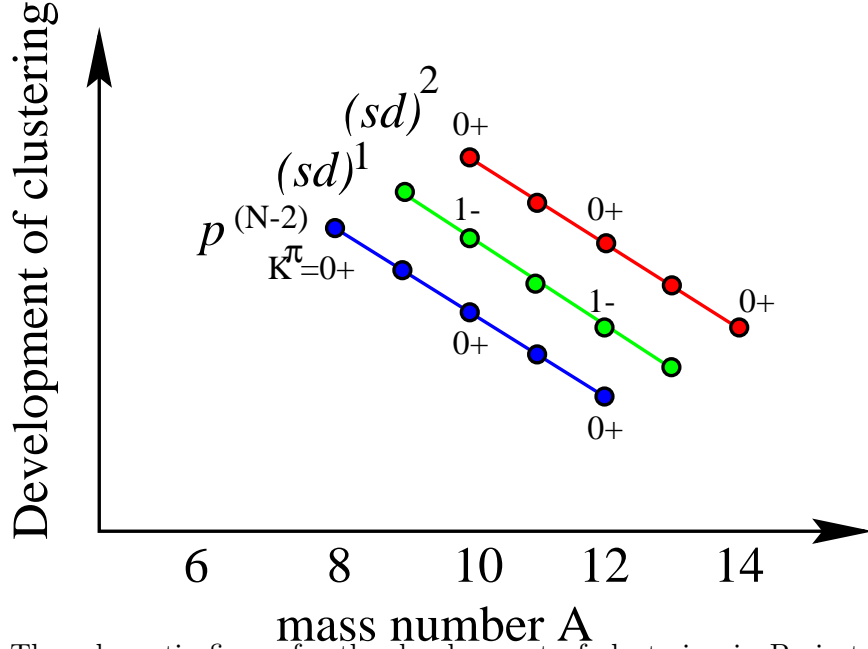 Development of clustering
(sd)²
0+
(sd)¹
p (N-2)
1-
0+
Kπ=0+
1-
0+
0+
0+
6 8 10 12 14
mass number A